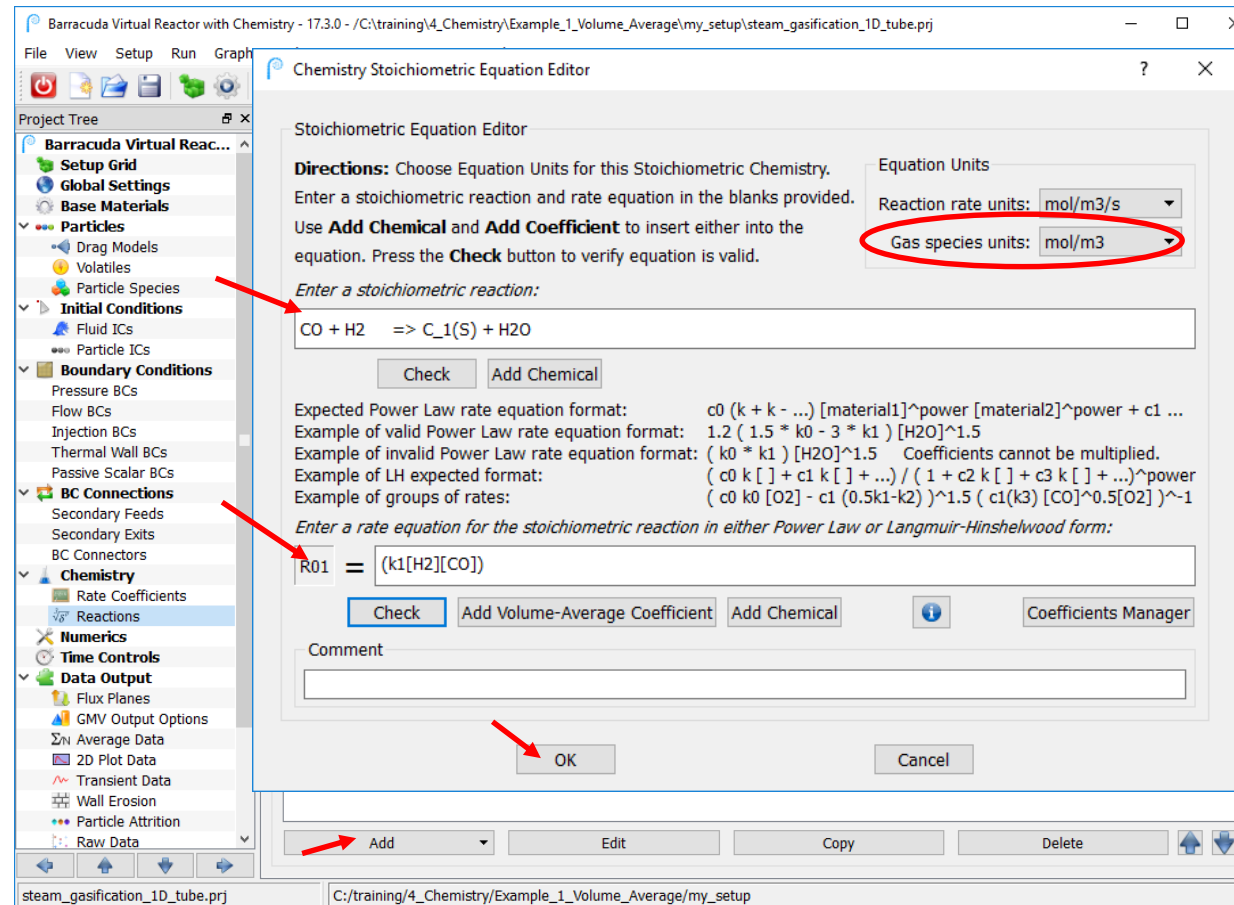 Barracuda Virtual Reactor with Chemistry - 17.3.0 - /C:\training\4_Chemistry\Example_1_Volume_Average\my_setup\steam_gasification_1D_tube.prj
File View Setup Run Graph
Chemistry Stoichiometric Equation Editor
Project Tree
Barracuda Virtual Reac...
Setup Grid
Global Settings
Base Materials
Particles
Drag Models
Volatiles
Particle Species
Initial Conditions
Fluid ICs
Particle ICs
Boundary Conditions
Pressure BCs
Flow BCs
Injection BCs
Thermal Wall BCs
Passive Scalar BCs
BC Connections
Secondary Feeds
Secondary Exits
BC Connectors
Chemistry
Rate Coefficients
Reactions
Numerics
Time Controls
Data Output
Flux Planes
GMV Output Options
Average Data
2D Plot Data
Transient Data
Wall Erosion
Particle Attrition
Raw Data
Stoichiometric Equation Editor
Directions: Choose Equation Units for this Stoichiometric Chemistry.
Enter a stoichiometric reaction and rate equation in the blanks provided.
Use Add Chemical and Add Coefficient to insert either into the
equation. Press the Check button to verify equation is valid.
Equation Units
Reaction rate units: mol/m3/s
Gas species units: mol/m3
Enter a stoichiometric reaction:
CO + H2 => C_1(S) + H2O
Check Add Chemical
Expected Power Law rate equation format: c0 (k + k - ...) [material1]^power [material2]^power + c1 ...
Example of valid Power Law rate equation format: 1.2 ( 1.5 * k0 - 3 * k1 ) [H2O]^1.5
Example of invalid Power Law rate equation format: ( k0 * k1 ) [H2O]^1.5 Coefficients cannot be multiplied.
Example of LH expected format: ( c0 k [ ] + c1 k [ ] + ...) / ( 1 + c2 k [ ] + c3 k [ ] + ...)^power
Example of groups of rates: ( c0 k0 [O2] - c1 (0.5k1-k2) )^1.5 ( c1(k3) [CO]^0.5[O2] )^-1
Enter a rate equation for the stoichiometric reaction in either Power Law or Langmuir-Hinshelwood form:
R01 = (k1[H2][CO])
Check Add Volume-Average Coefficient Add Chemical Coefficients Manager
Comment
OK Cancel
Add Edit Copy Delete
steam_gasification_1D_tube.prj C:/training/4_Chemistry/Example_1_Volume_Average/my_setup